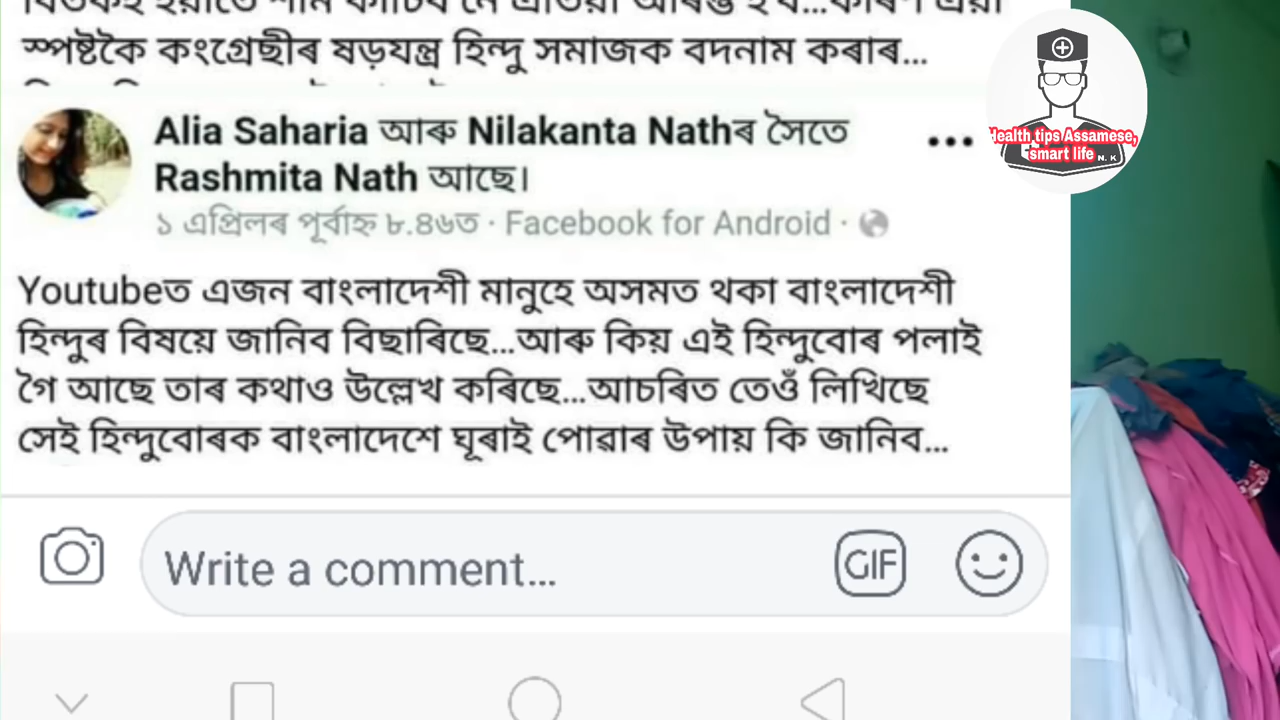 স্পষ্টকৈ কংগ্ৰেছীৰ ষড়যন্ত্ৰ হিন্দু সমাজক বদনাম কৰাৰ...
Alia Saharia আৰু Nilakanta Nathৰ সৈতে
Rashmita Nath আছে।
১ এপ্ৰিলৰ পূৰ্বাহ্ন ৮.৪৬ত · Facebook for Android ·
Youtubeত এজন বাংলাদেশী মানুহে অসমত থকা বাংলাদেশী
হিন্দুৰ বিষয়ে জানিব বিছাৰিছে...আৰু কিয় এই হিন্দুবোৰ পলাই
গৈ আছে তাৰ কথাও উল্লেখ কৰিছে...আচৰিত তেওঁ লিখিছে
সেই হিন্দুবোৰক বাংলাদেশে ঘূৰাই পোৱাৰ উপায় কি জানিব...
Write a comment...
GIF
Health tips Assamese,
smart life
N. K